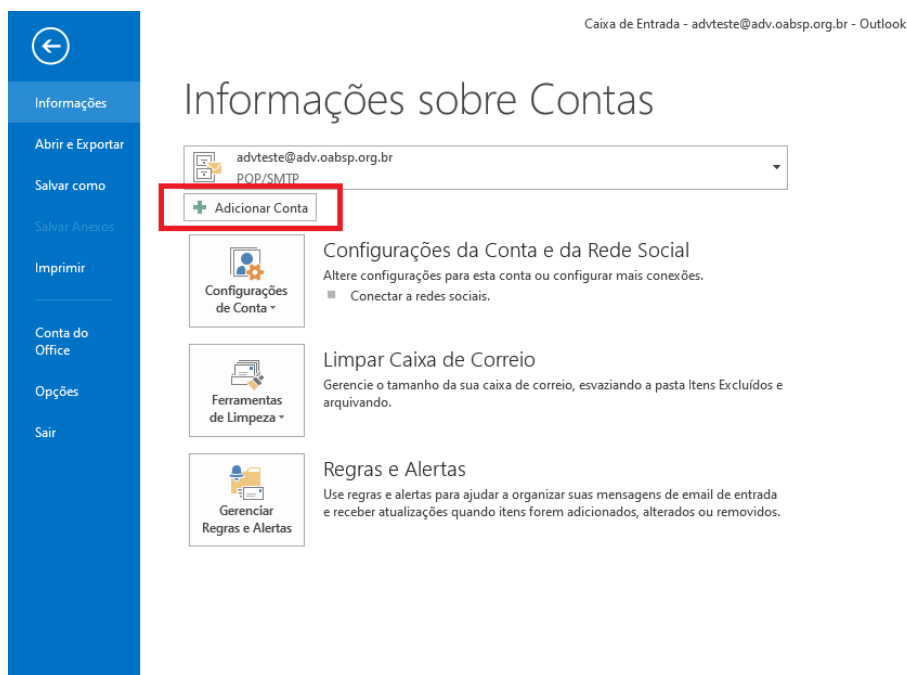 Caixa de Entrada - advteste@adv.oabsp.org.br - Outlook
Informações
Abrir e Exportar
Salvar como
Salvar Anexos
Imprimir
Conta do
Office
Opções
Sair
Informações sobre Contas
advteste@adv.oabsp.org.br
POP/SMTP
Adicionar Conta
Configurações
de Conta
Configurações da Conta e da Rede Social
Altere configurações para esta conta ou configurar mais conexões.
Conectar a redes sociais.
Ferramentas
de Limpeza
Limpar Caixa de Correio
Gerencie o tamanho da sua caixa de correio, esvaziando a pasta Itens Excluídos e
arquivando.
Gerenciar
Regras e Alertas
Regras e Alertas
Use regras e alertas para ajudar a organizar suas mensagens de email de entrada
e receber atualizações quando itens forem adicionados, alterados ou removidos.